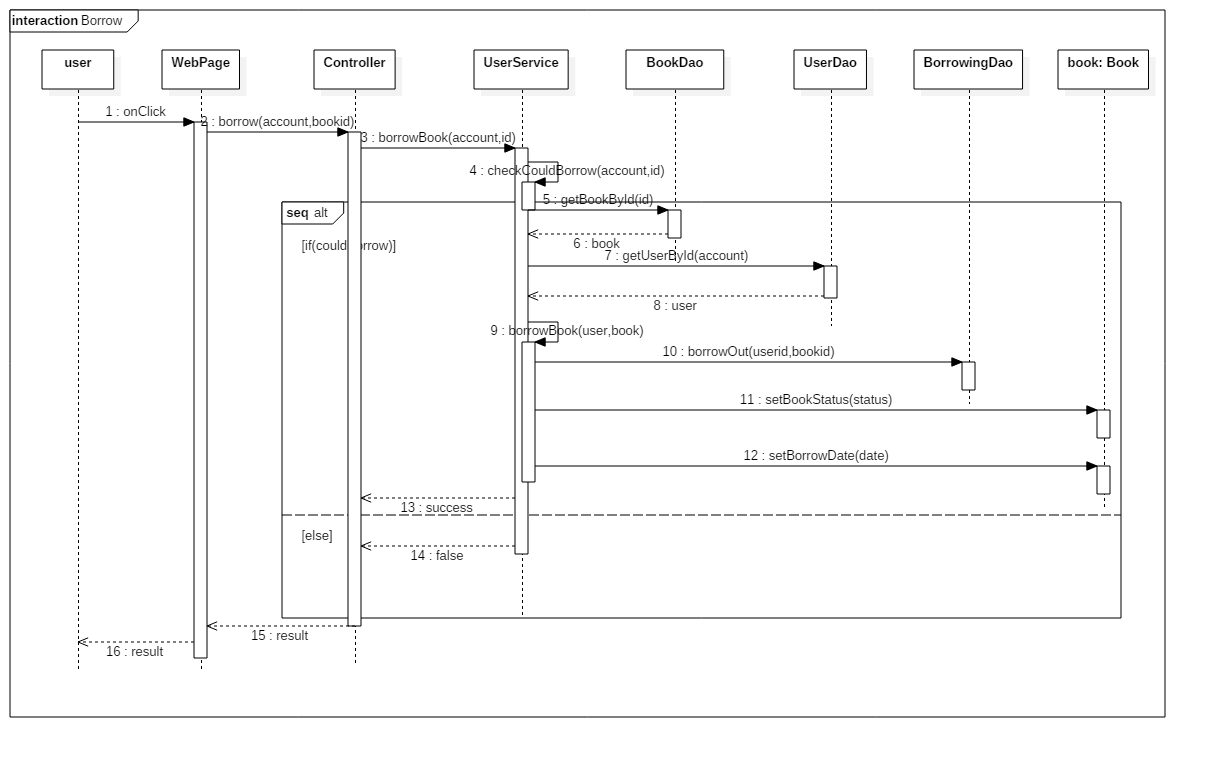 interaction Borrow
user
WebPage
Controller
UserService
BookDao
UserDao
BorrowingDao
book: Book
1 : onClick
2 : borrow(account,bookid)
3 : borrowBook(account,id)
4 : checkCouldBorrow(account,id)
5 : getBookById(id)
seq alt
[if(couldBorrow)]
6 : book
7 : getUserById(account)
8 : user
9 : borrowBook(user,book)
10 : borrowOut(userid,bookid)
11 : setBookStatus(status)
12 : setBorrowDate(date)
13 : success
[else]
14 : false
15 : result
16 : result